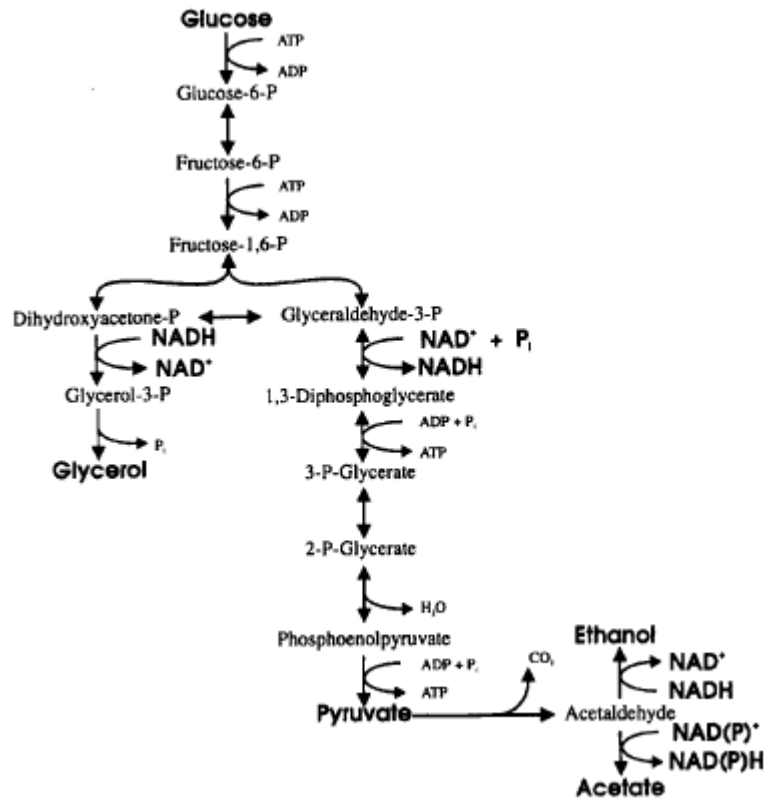 Glucose
ATP
ADP
Glucose-6-P
Fructose-6-P
ATP
ADP
Fructose-1,6-P
Dihydroxyacetone-P
Glyceraldehyde-3-P
NADH
NAD⁺
NAD⁺ + Pᵢ
NADH
Glycerol-3-P
1,3-Diphosphoglycerate
Pᵢ
ADP + Pᵢ
ATP
Glycerol
3-P-Glycerate
2-P-Glycerate
H₂O
Phosphoenolpyruvate
ADP + Pᵢ
ATP
CO₂
Ethanol
NAD⁺
NADH
Pyruvate
Acetaldehyde
NAD(P)⁺
NAD(P)H
Acetate